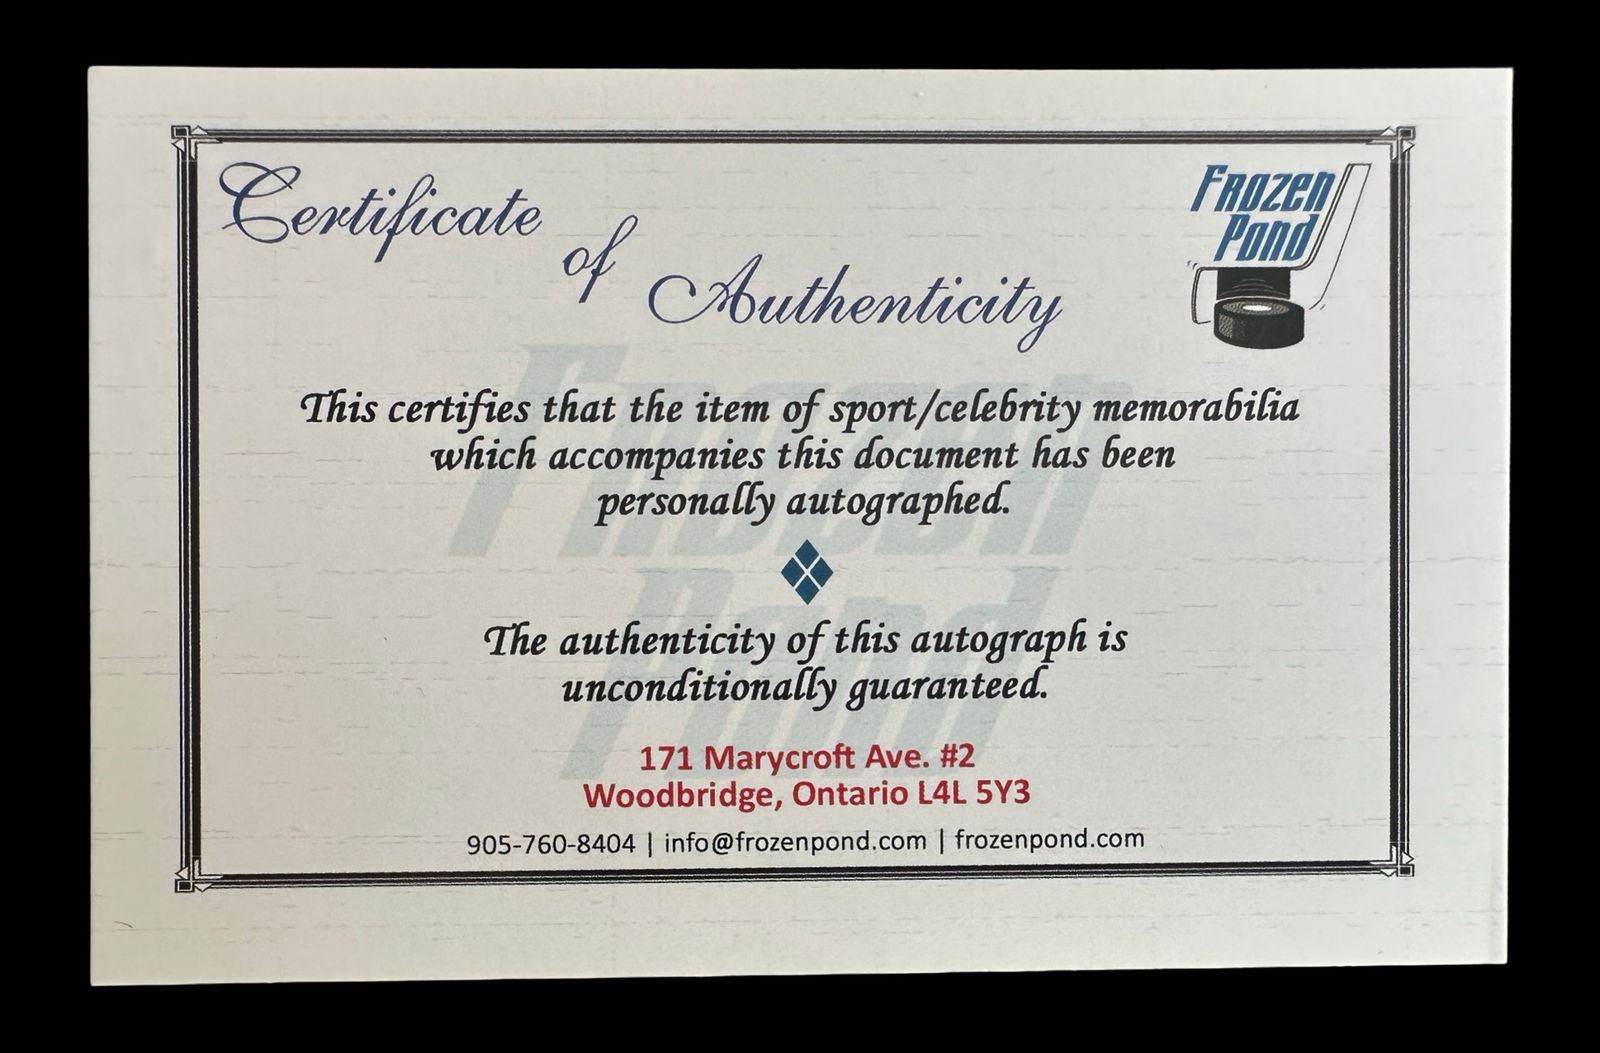 Certificate
of
Authenticity
Frozen
Pond
This certifies that the item of sport/celebrity memorabilia
which accompanies this document has been
personally autographed.
The authenticity of this autograph is
unconditionally guaranteed.
171 Marycroft Ave. #2
Woodbridge, Ontario L4L 5Y3
905-760-8404 | info@frozenpond.com | frozenpond.com
Frozen
Pond